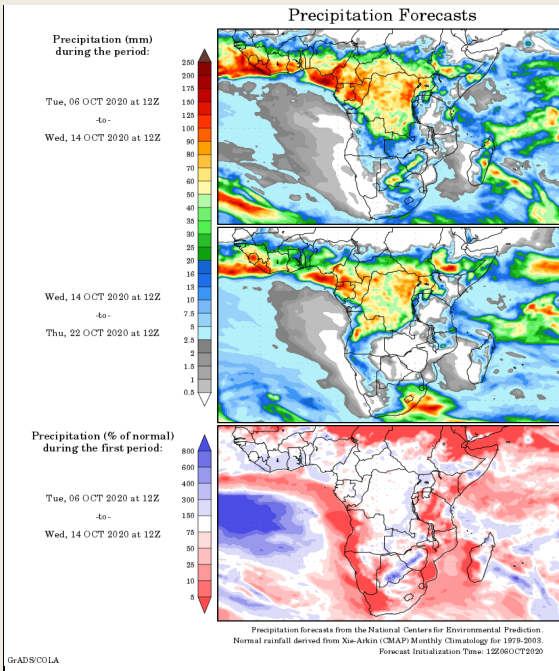 Precipitation Forecasts
Precipitation (mm)
during the period:
Tue, 06 OCT 2020 at 12Z
-to-
Wed, 14 OCT 2020 at 12Z
250
200
175
150
125
100
90
80
70
60
50
40
35
30
25
20
16
13
10
7.5
5
2.5
2
1.5
1
0.5
Wed, 14 OCT 2020 at 12Z
-to-
Thu, 22 OCT 2020 at 12Z
Precipitation (% of normal)
during the first period:
Tue, 06 OCT 2020 at 12Z
-to-
Wed, 14 OCT 2020 at 12Z
800
600
400
300
150
75
50
25
10
5
Precipitation forecasts from the National Centers for Environmental Prediction.
Normal rainfall derived from Xie-Arkin (CMAP) Monthly Climatology for 1979-2003.
Forecast Initialization Time: 12Z06OCT2020
GrADS/COLA